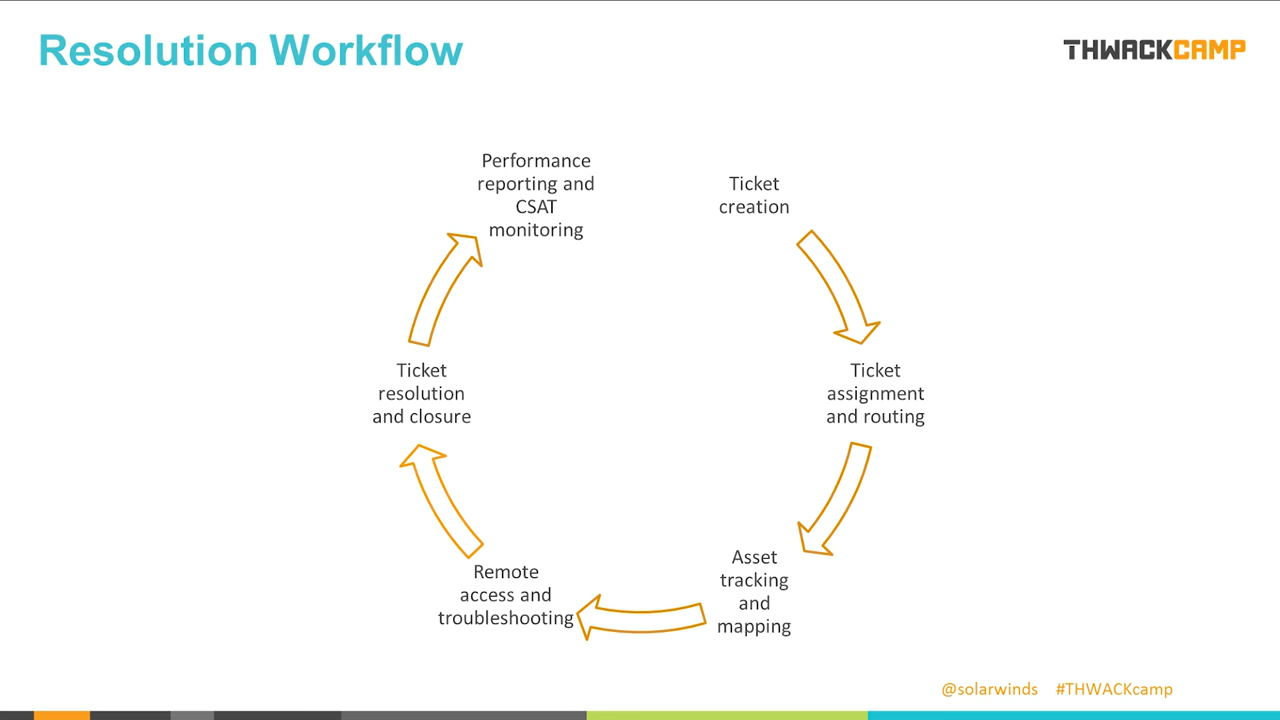 Resolution Workflow
THWACKCAMP
Performance
reporting and
CSAT
monitoring
Ticket
creation
Ticket
assignment
and routing
Asset
tracking
and
mapping
Remote
access and
troubleshooting
Ticket
resolution
and closure
@solarwinds #THWACKcamp